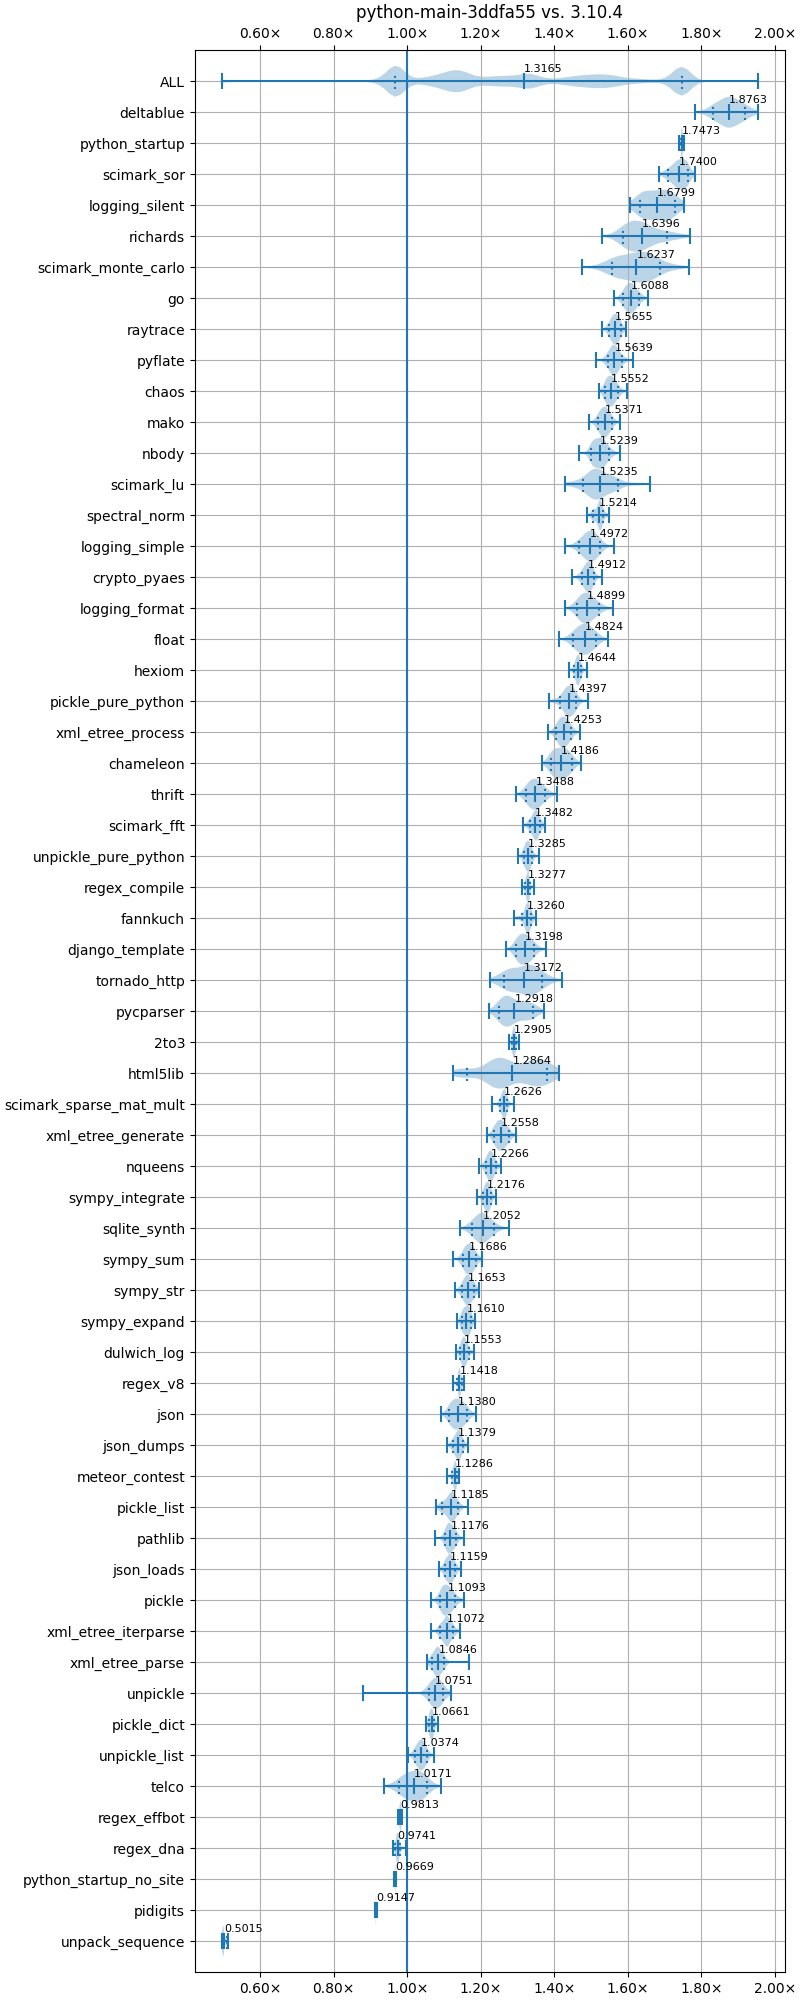 python-main-3ddfa55 vs. 3.10.4
0.60× 0.80× 1.00× 1.20× 1.40× 1.60× 1.80× 2.00×
ALL 1.3165
deltablue 1.8763
python_startup 1.7473
scimark_sor 1.7400
logging_silent 1.6799
richards 1.6396
scimark_monte_carlo 1.6237
go 1.6088
raytrace 1.5655
pyflate 1.5639
chaos 1.5552
mako 1.5371
nbody 1.5239
scimark_lu 1.5235
spectral_norm 1.5214
logging_simple 1.4972
crypto_pyaes 1.4912
logging_format 1.4899
float 1.4824
hexiom 1.4644
pickle_pure_python 1.4397
xml_etree_process 1.4253
chameleon 1.4186
thrift 1.3488
scimark_fft 1.3482
unpickle_pure_python 1.3285
regex_compile 1.3277
fannkuch 1.3260
django_template 1.3198
tornado_http 1.3172
pycparser 1.2918
2to3 1.2905
html5lib 1.2864
scimark_sparse_mat_mult 1.2626
xml_etree_generate 1.2558
nqueens 1.2266
sympy_integrate 1.2176
sqlite_synth 1.2052
sympy_sum 1.1686
sympy_str 1.1653
sympy_expand 1.1610
dulwich_log 1.1553
regex_v8 1.1418
json 1.1380
json_dumps 1.1379
meteor_contest 1.1286
pickle_list 1.1185
pathlib 1.1176
json_loads 1.1159
pickle 1.1093
xml_etree_iterparse 1.1072
xml_etree_parse 1.0846
unpickle 1.0751
pickle_dict 1.0661
unpickle_list 1.0374
telco 1.0171
regex_effbot 0.9813
regex_dna 0.9741
python_startup_no_site 0.9669
pidigits 0.9147
unpack_sequence 0.5015
0.60× 0.80× 1.00× 1.20× 1.40× 1.60× 1.80× 2.00×